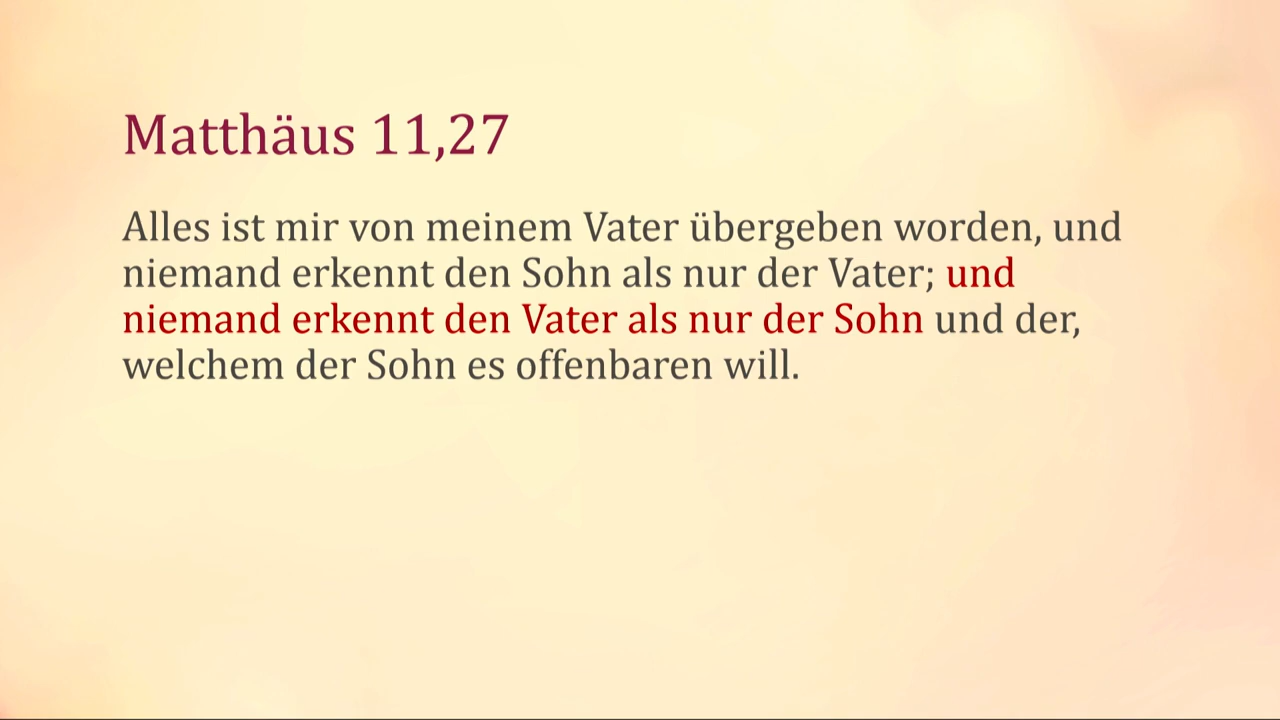 Matthäus 11,27
Alles ist mir von meinem Vater übergeben worden, und
niemand erkennt den Sohn als nur der Vater; und
niemand erkennt den Vater als nur der Sohn und der,
welchem der Sohn es offenbaren will.